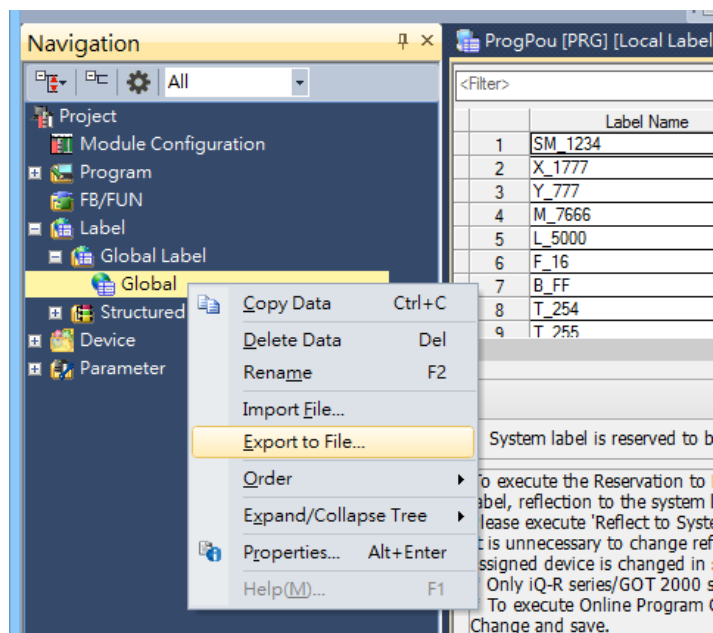 Navigation
All
Project
Module Configuration
Program
FB/FUN
Label
Global Label
Global
Structured
Device
Parameter
Copy Data Ctrl+C
Delete Data Del
Rename F2
Import File...
Export to File...
Order
Expand/Collapse Tree
Properties... Alt+Enter
Help(M)... F1
ProgPou [PRG] [Local Label
<Filter>
Label Name
1 SM_1234
2 X_1777
3 Y_777
4 M_7666
5 L_5000
6 F_16
7 B_FF
8 T_254
9 T_255
System label is reserved to b
To execute the Reservation to
abel, reflection to the system
lease execute 'Reflect to Syste
t is unnecessary to change ref
ssigned device is changed in
Only iQ-R series/GOT 2000 s
To execute Online Program
Change and save.